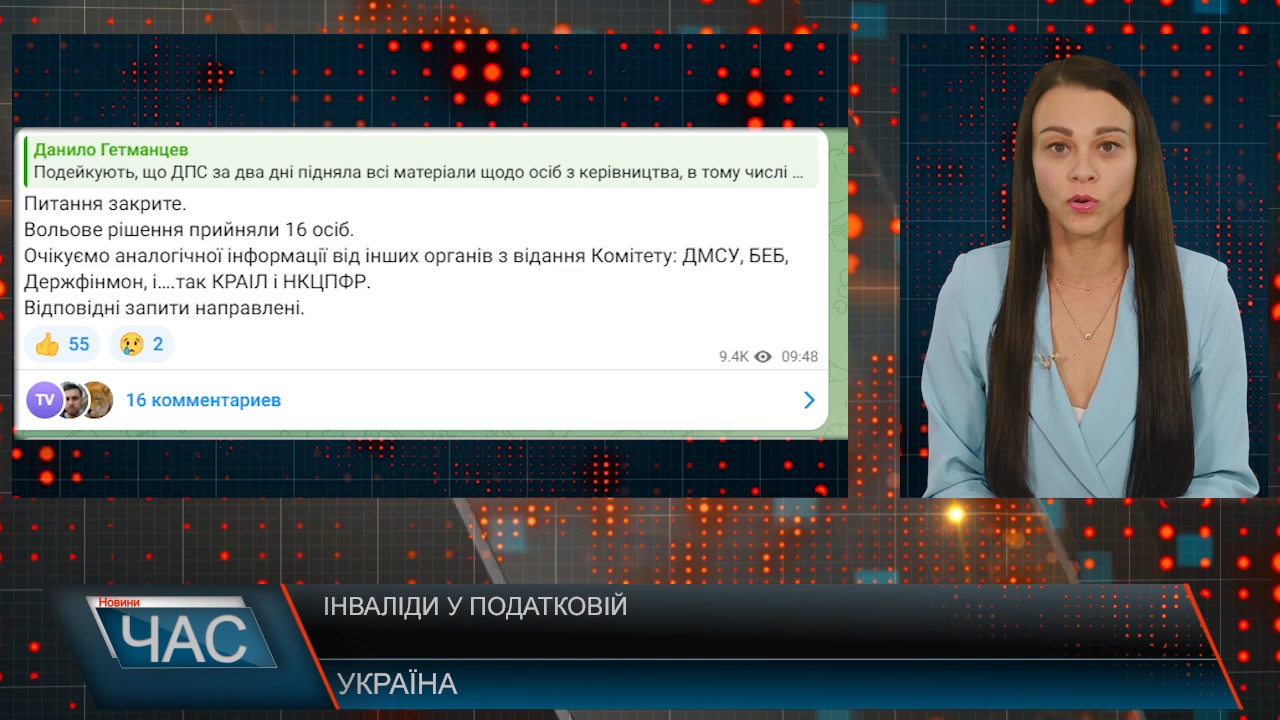 Данило Гетманцев
Подейкують, що ДПС за два дні підняла всі матеріали щодо осіб з керівництва, в тому числі ...
Питання закрите.
Вольове рішення прийняли 16 осіб.
Очікуємо аналогічної інформації від інших органів з відання Комітету: ДМСУ, БЕБ,
Держфінмон, і....так КРАІЛ і НКЦПФР.
Відповідні запити направлені.
55
2
9.4K 09:48
TV
16 комментариев
Новини
ЧАС
ІНВАЛІДИ У ПОДАТКОВІЙ
УКРАЇНА